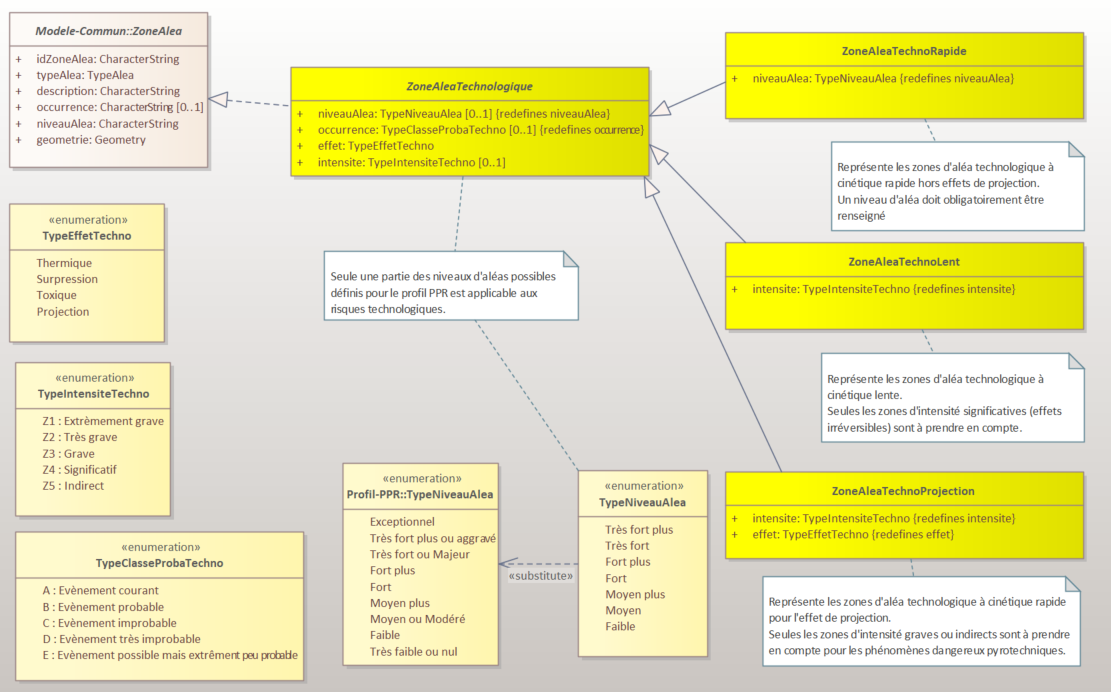 Modele-Commun::ZoneAlea
+ idZoneAlea: CharacterString
+ typeAlea: TypeAlea
+ description: CharacterString
+ occurrence: CharacterString [0..1]
+ niveauAlea: CharacterString
+ geometrie: Geometry
ZoneAleaTechnologique
+ niveauAlea: TypeNiveauAlea [0..1] {redefines niveauAlea}
+ occurrence: TypeClasseProbaTechno [0..1] {redefines occurrence}
+ effet: TypeEffetTechno
+ intensite: TypeIntensiteTechno [0..1]
ZoneAleaTechnoRapide
+ niveauAlea: TypeNiveauAlea {redefines niveauAlea}
Représente les zones d'aléa technologique à
cinétique rapide hors effets de projection.
Un niveau d'aléa doit obligatoirement être
renseigné
«enumeration»
TypeEffetTechno
Thermique
Surpression
Toxique
Projection
Seule une partie des niveaux d'aléas possibles
définis pour le profil PPR est applicable aux
risques technologiques.
ZoneAleaTechnoLent
+ intensite: TypeIntensiteTechno {redefines intensite}
Représente les zones d'aléa technologique à
cinétique lente.
Seules les zones d'intensité significatives (effets
irréversibles) sont à prendre en compte.
«enumeration»
TypeIntensiteTechno
Z1 : Extrèmement grave
Z2 : Très grave
Z3 : Grave
Z4 : Significatif
Z5 : Indirect
«enumeration»
TypeClasseProbaTechno
A : Evènement courant
B : Evènement probable
C : Evènement improbable
D : Evènement très improbable
E : Evènement possible mais extrêment peu probable
«enumeration»
Profil-PPR::TypeNiveauAlea
Exceptionnel
Très fort plus ou aggravé
Très fort ou Majeur
Fort plus
Fort
Moyen plus
Moyen ou Modéré
Faible
Très faible ou nul
«substitute»
«enumeration»
TypeNiveauAlea
Très fort plus
Très fort
Fort plus
Fort
Moyen plus
Moyen
Faible
ZoneAleaTechnoProjection
+ intensite: TypeIntensiteTechno {redefines intensite}
+ effet: TypeEffetTechno {redefines effet}
Représente les zones d'aléa technologique à cinétique rapide
pour l'effet de projection.
Seules les zones d'intensité graves ou indirects sont à prendre
en compte pour les phénomènes dangereux pyrotechniques.